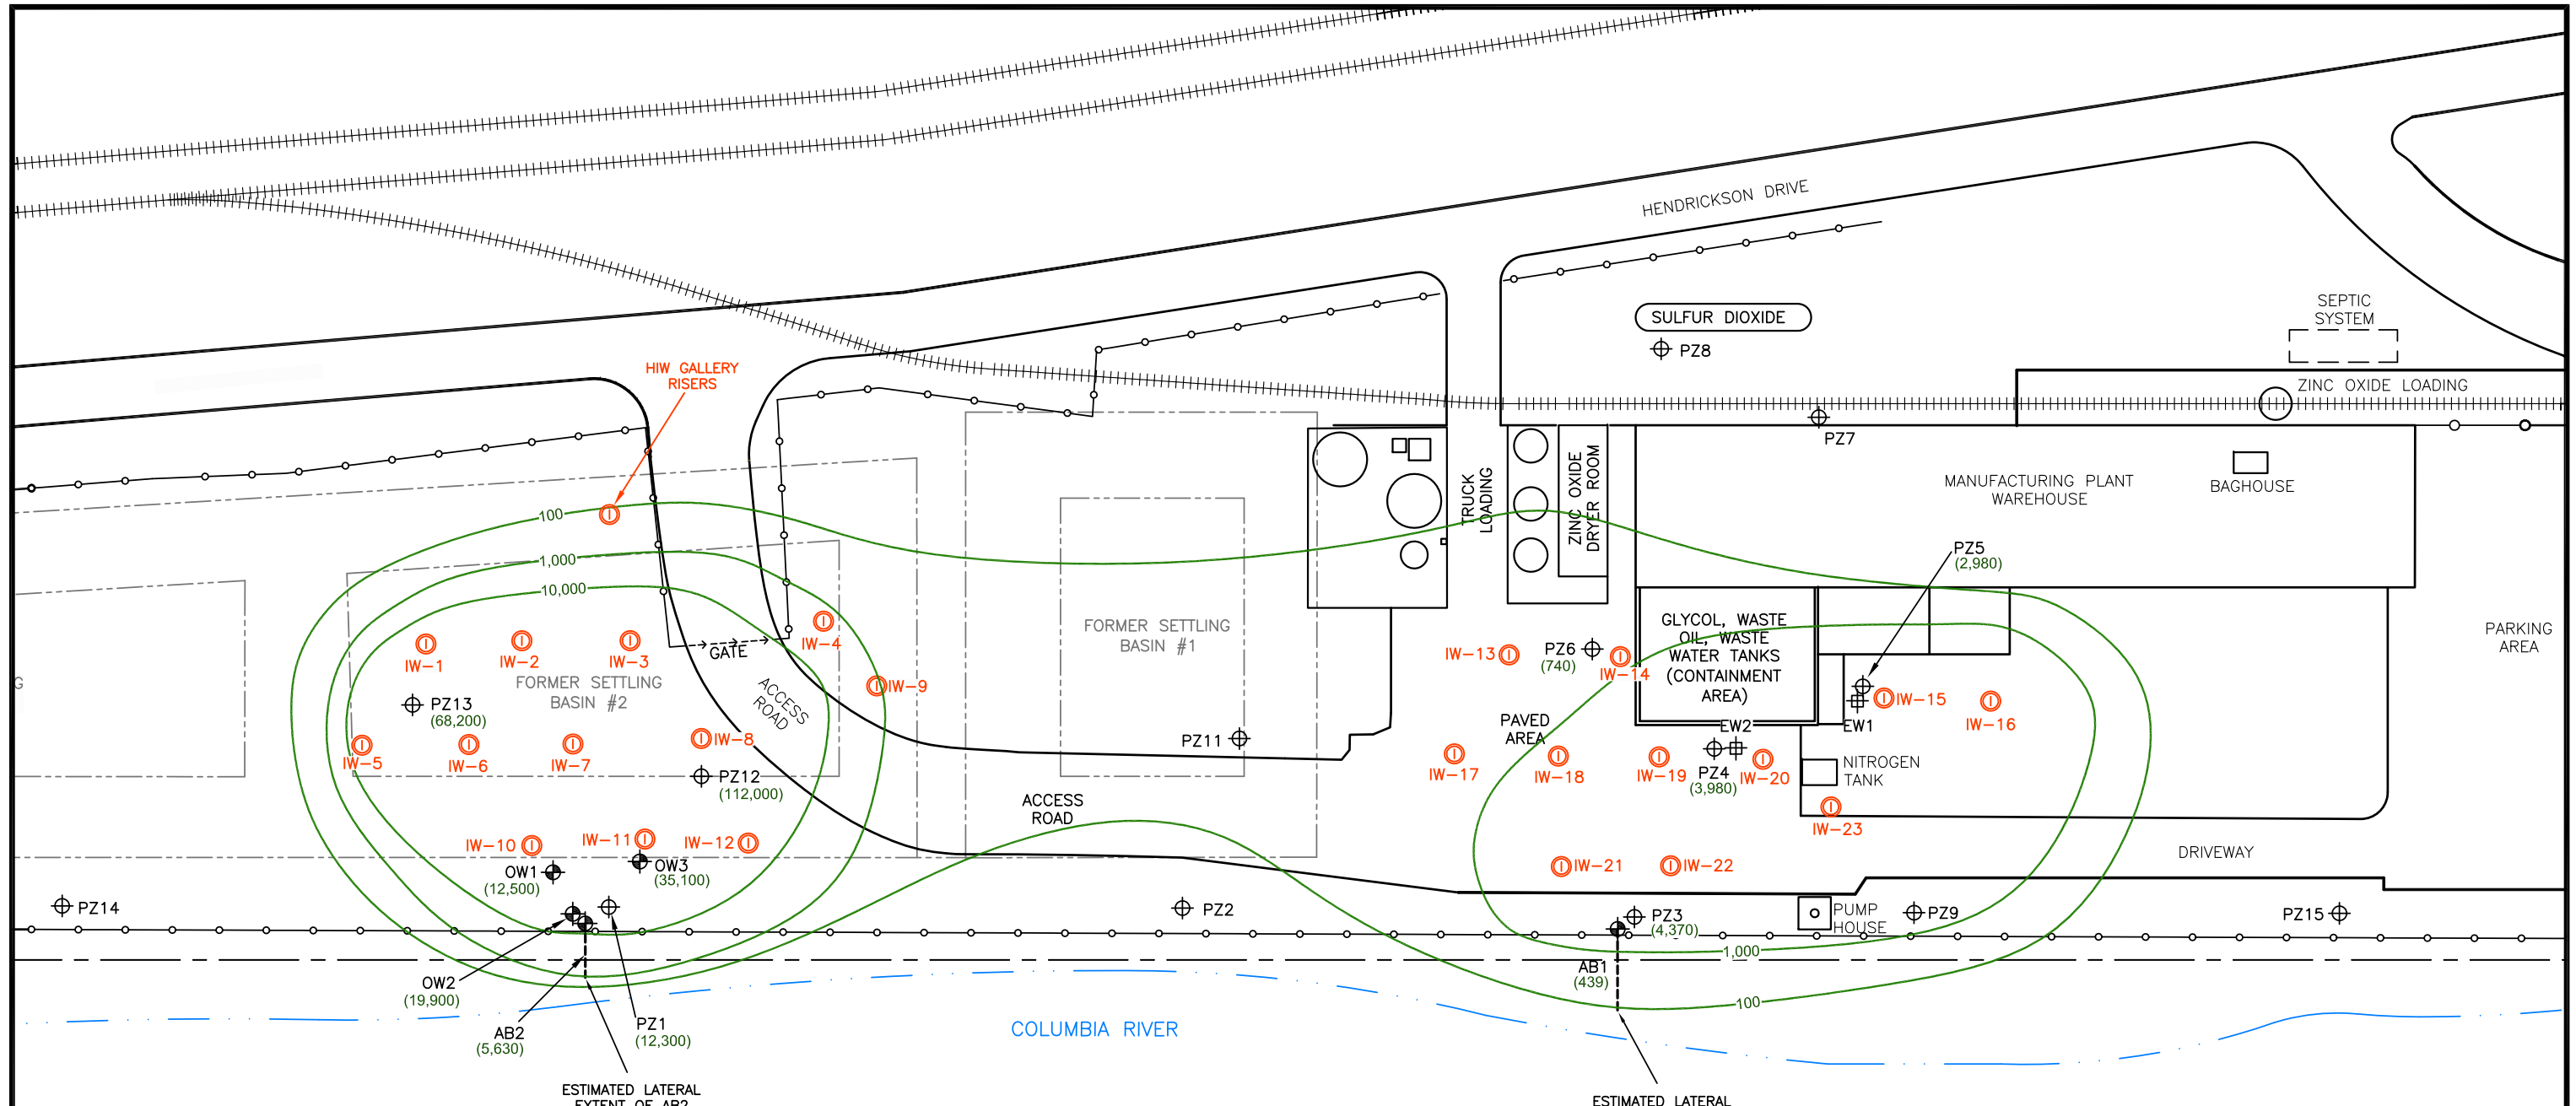 HENDRICKSON DRIVE
SEPTIC
SYSTEM
SULFUR DIOXIDE
PZ8
HIW GALLERY
RISERS
ZINC OXIDE LOADING
PZ7
TRUCK
LOADING
ZINC OXIDE
DRYER ROOM
MANUFACTURING PLANT
WAREHOUSE
BAGHOUSE
100
1,000
10,000
PZ5
(2,980)
IW-1
IW-2
IW-3
IW-4
GATE
FORMER SETTLING
BASIN #2
FORMER SETTLING
BASIN #1
GLYCOL, WASTE
OIL, WASTE
WATER TANKS
(CONTAINMENT
AREA)
PARKING
AREA
IW-13
PZ6
(740)
IW-14
G
IW-9
ACCESS
ROAD
PZ13
(68,200)
IW-15
IW-16
EW1
EW2
PAVED
AREA
PZ11
IW-8
IW-5
IW-6
IW-7
PZ12
(112,000)
IW-17
IW-18
IW-19
PZ4
(3,980)
IW-20
NITROGEN
TANK
ACCESS
ROAD
IW-23
IW-10
IW-11
IW-12
DRIVEWAY
OW1
(12,500)
OW3
(35,100)
IW-21
IW-22
PZ14
PZ2
PZ3
(4,370)
PUMP
HOUSE
PZ9
PZ15
1,000
AB1
(439)
OW2
(19,900)
100
AB2
(5,630)
PZ1
(12,300)
COLUMBIA RIVER
ESTIMATED LATERAL
EXTENT OF AB2
ESTIMATED LATERAL